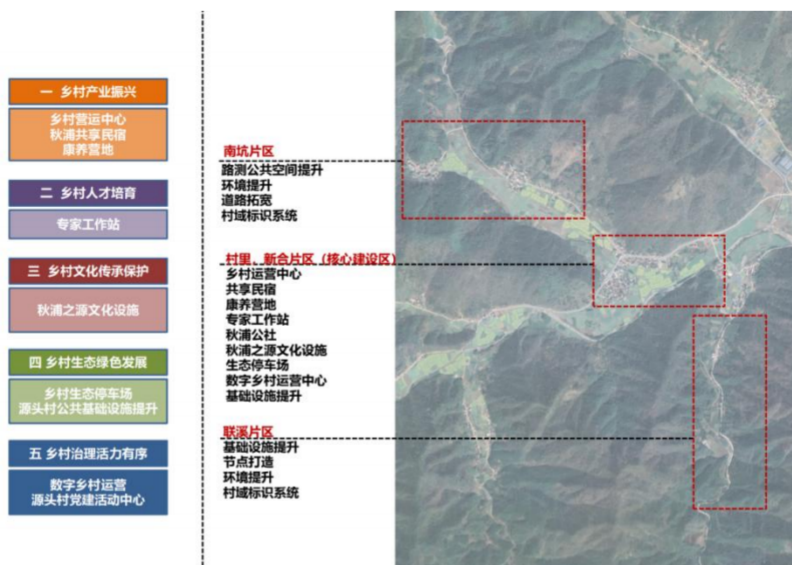 一 乡村产业振兴
乡村营运中心
秋浦共享民宿
康养营地
二 乡村人才培育
专家工作站
三 乡村文化传承保护
秋浦之源文化设施
四 乡村生态绿色发展
乡村生态停车场
源头村公共基础设施提升
五 乡村治理活力有序
数字乡村运营
源头村党建活动中心
南坑片区
路测公共空间提升
环境提升
道路拓宽
村域标识系统
村里、新合片区（核心建设区）
乡村运营中心
共享民宿
康养营地
专家工作站
秋浦公社
秋浦之源文化设施
生态停车场
数字乡村运营中心
基础设施提升
联溪片区
基础设施提升
节点打造
环境提升
村域标识系统